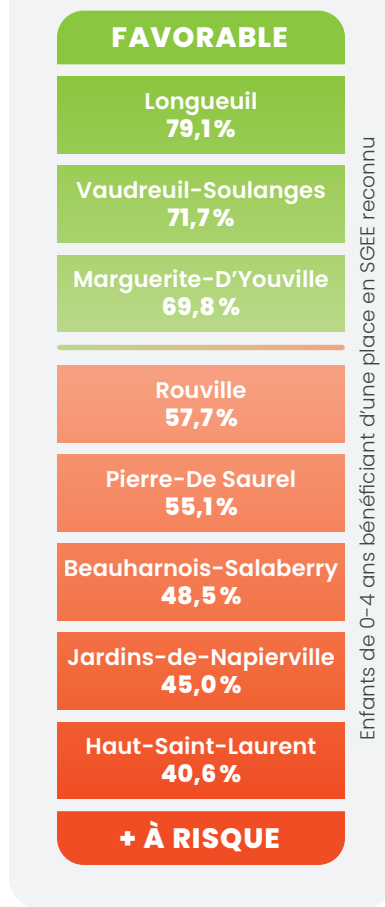 FAVORABLE
Longueuil
79,1 %
Vaudreuil-Soulanges
71,7 %
Marguerite-D’Youville
69,8 %
Rouville
57,7 %
Pierre-De Saurel
55,1 %
Beauharnois-Salaberry
48,5 %
Jardins-de-Napierville
45,0 %
Haut-Saint-Laurent
40,6 %
+ À RISQUE
Enfants de 0-4 ans bénéficiant d’une place en SGEE reconnu